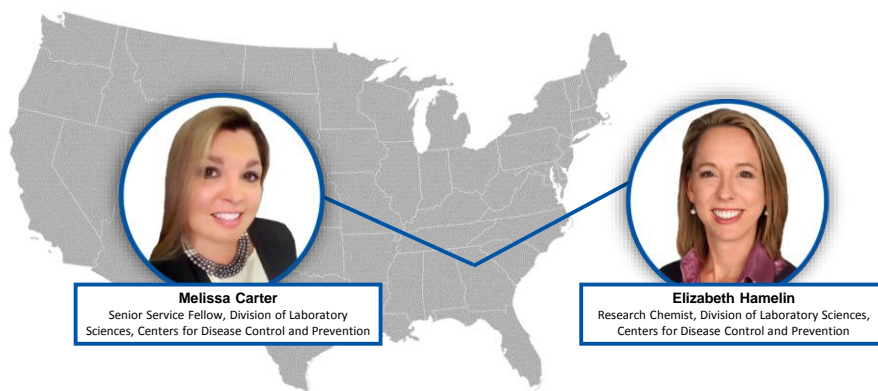 Melissa Carter
Senior Service Fellow, Division of Laboratory
Sciences, Centers for Disease Control and Prevention
Elizabeth Hamelin
Research Chemist, Division of Laboratory Sciences,
Centers for Disease Control and Prevention